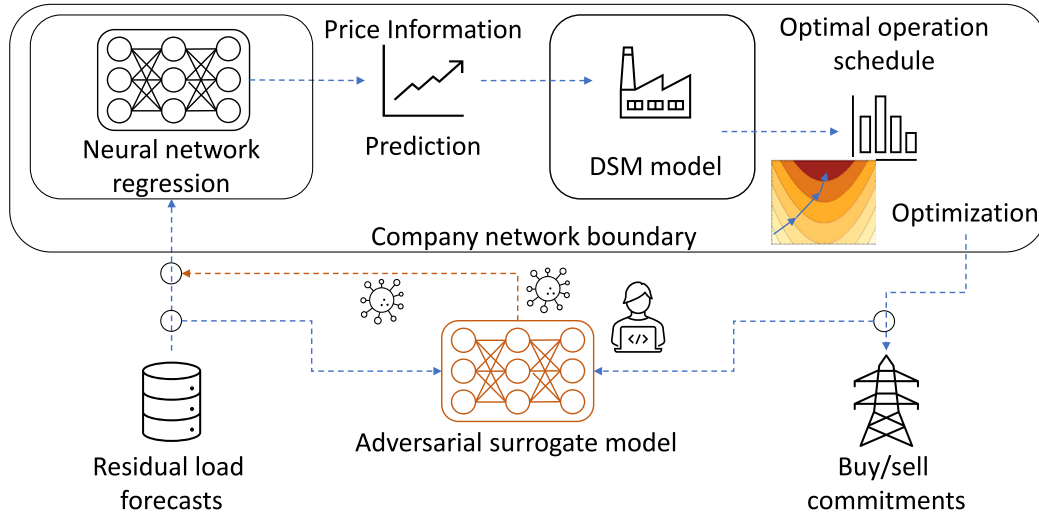 Price Information
Optimal operation
schedule
Neural network
regression
Prediction
DSM model
Optimization
Company network boundary
</>
Adversarial surrogate model
Residual load
forecasts
Buy/sell
commitments